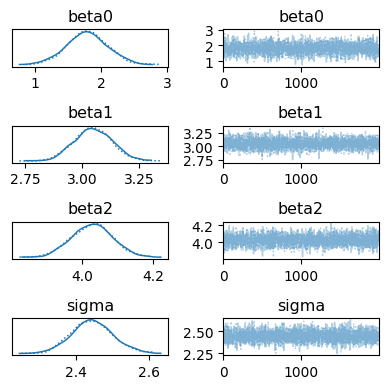 beta0 beta0
3
2
1
1 2 3 0 1000
beta1 beta1
3.25
3.00
2.75
2.75 3.00 3.25 0 1000
beta2 beta2
4.2
4.0
4.0 4.2 0 1000
sigma sigma
2.50
2.25
2.4 2.6 0 1000